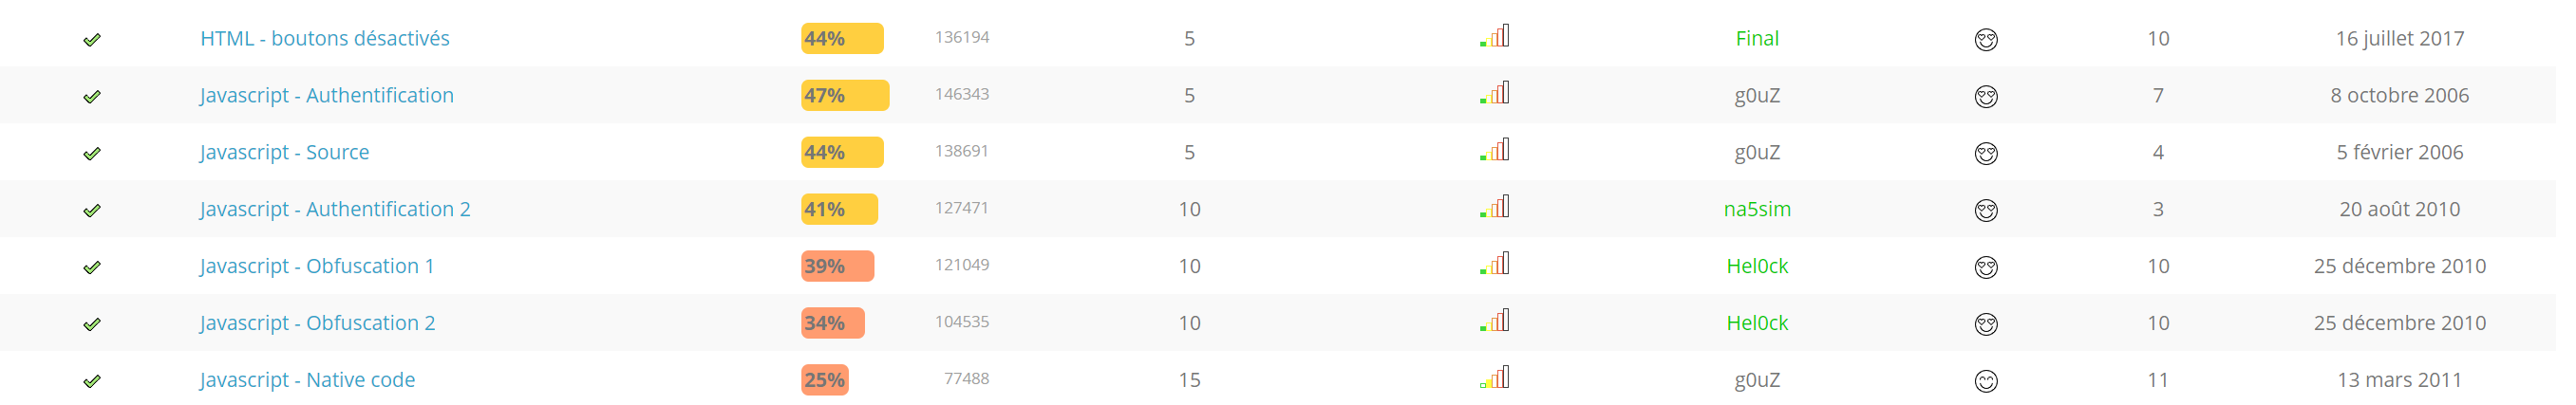 HTML - boutons désactivés 44% 136194 5 Final 10 16 juillet 2017
Javascript - Authentification 47% 146343 5 g0uZ 7 8 octobre 2006
Javascript - Source 44% 138691 5 g0uZ 4 5 février 2006
Javascript - Authentification 2 41% 127471 10 na5sim 3 20 août 2010
Javascript - Obfuscation 1 39% 121049 10 Hel0ck 10 25 décembre 2010
Javascript - Obfuscation 2 34% 104535 10 Hel0ck 10 25 décembre 2010
Javascript - Native code 25% 77488 15 g0uZ 11 13 mars 2011